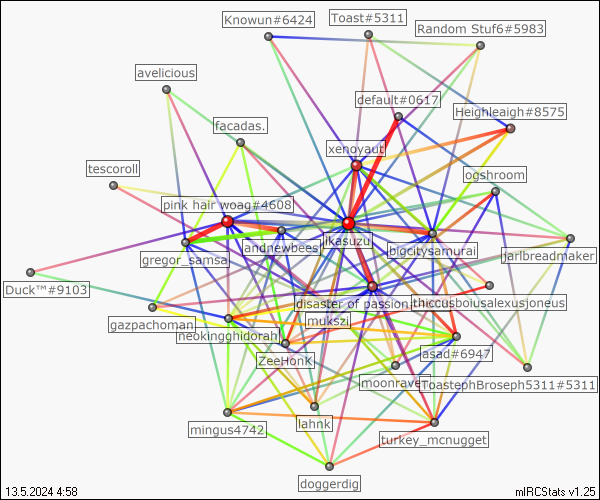 Knowun#6424
Toast#5311
Random Stuf6#5983
avelicious
default#0617
Heighleaigh#8575
facadas.
xenoyaut
tescoroll
ogshroom
pink hair woag#4608
jikasuzu
andnewbees
bigcitysamurai
gregor_samsa
jarlbreadmaker
Duck™#9103
disaster of passion
thiccusboiusalexusjoneus
gazpachoman
mukszi
neokingghidorah
ZeeHonk
asad#6947
moonrave
ToastephBroseph5311#5311
mingus4742
lahnk
turkey_mcnugget
doggerdig
13.5.2024 4:58
mIRCStats v1.25